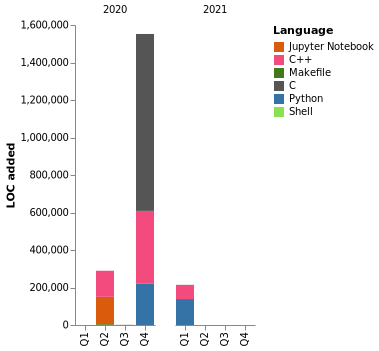 2020 2021
1,600,000
1,400,000
1,200,000
1,000,000
800,000
600,000
400,000
200,000
0
LOC added
Q1 Q2 Q3 Q4 Q1 Q2 Q3 Q4
Language
Jupyter Notebook
C++
Makefile
C
Python
Shell